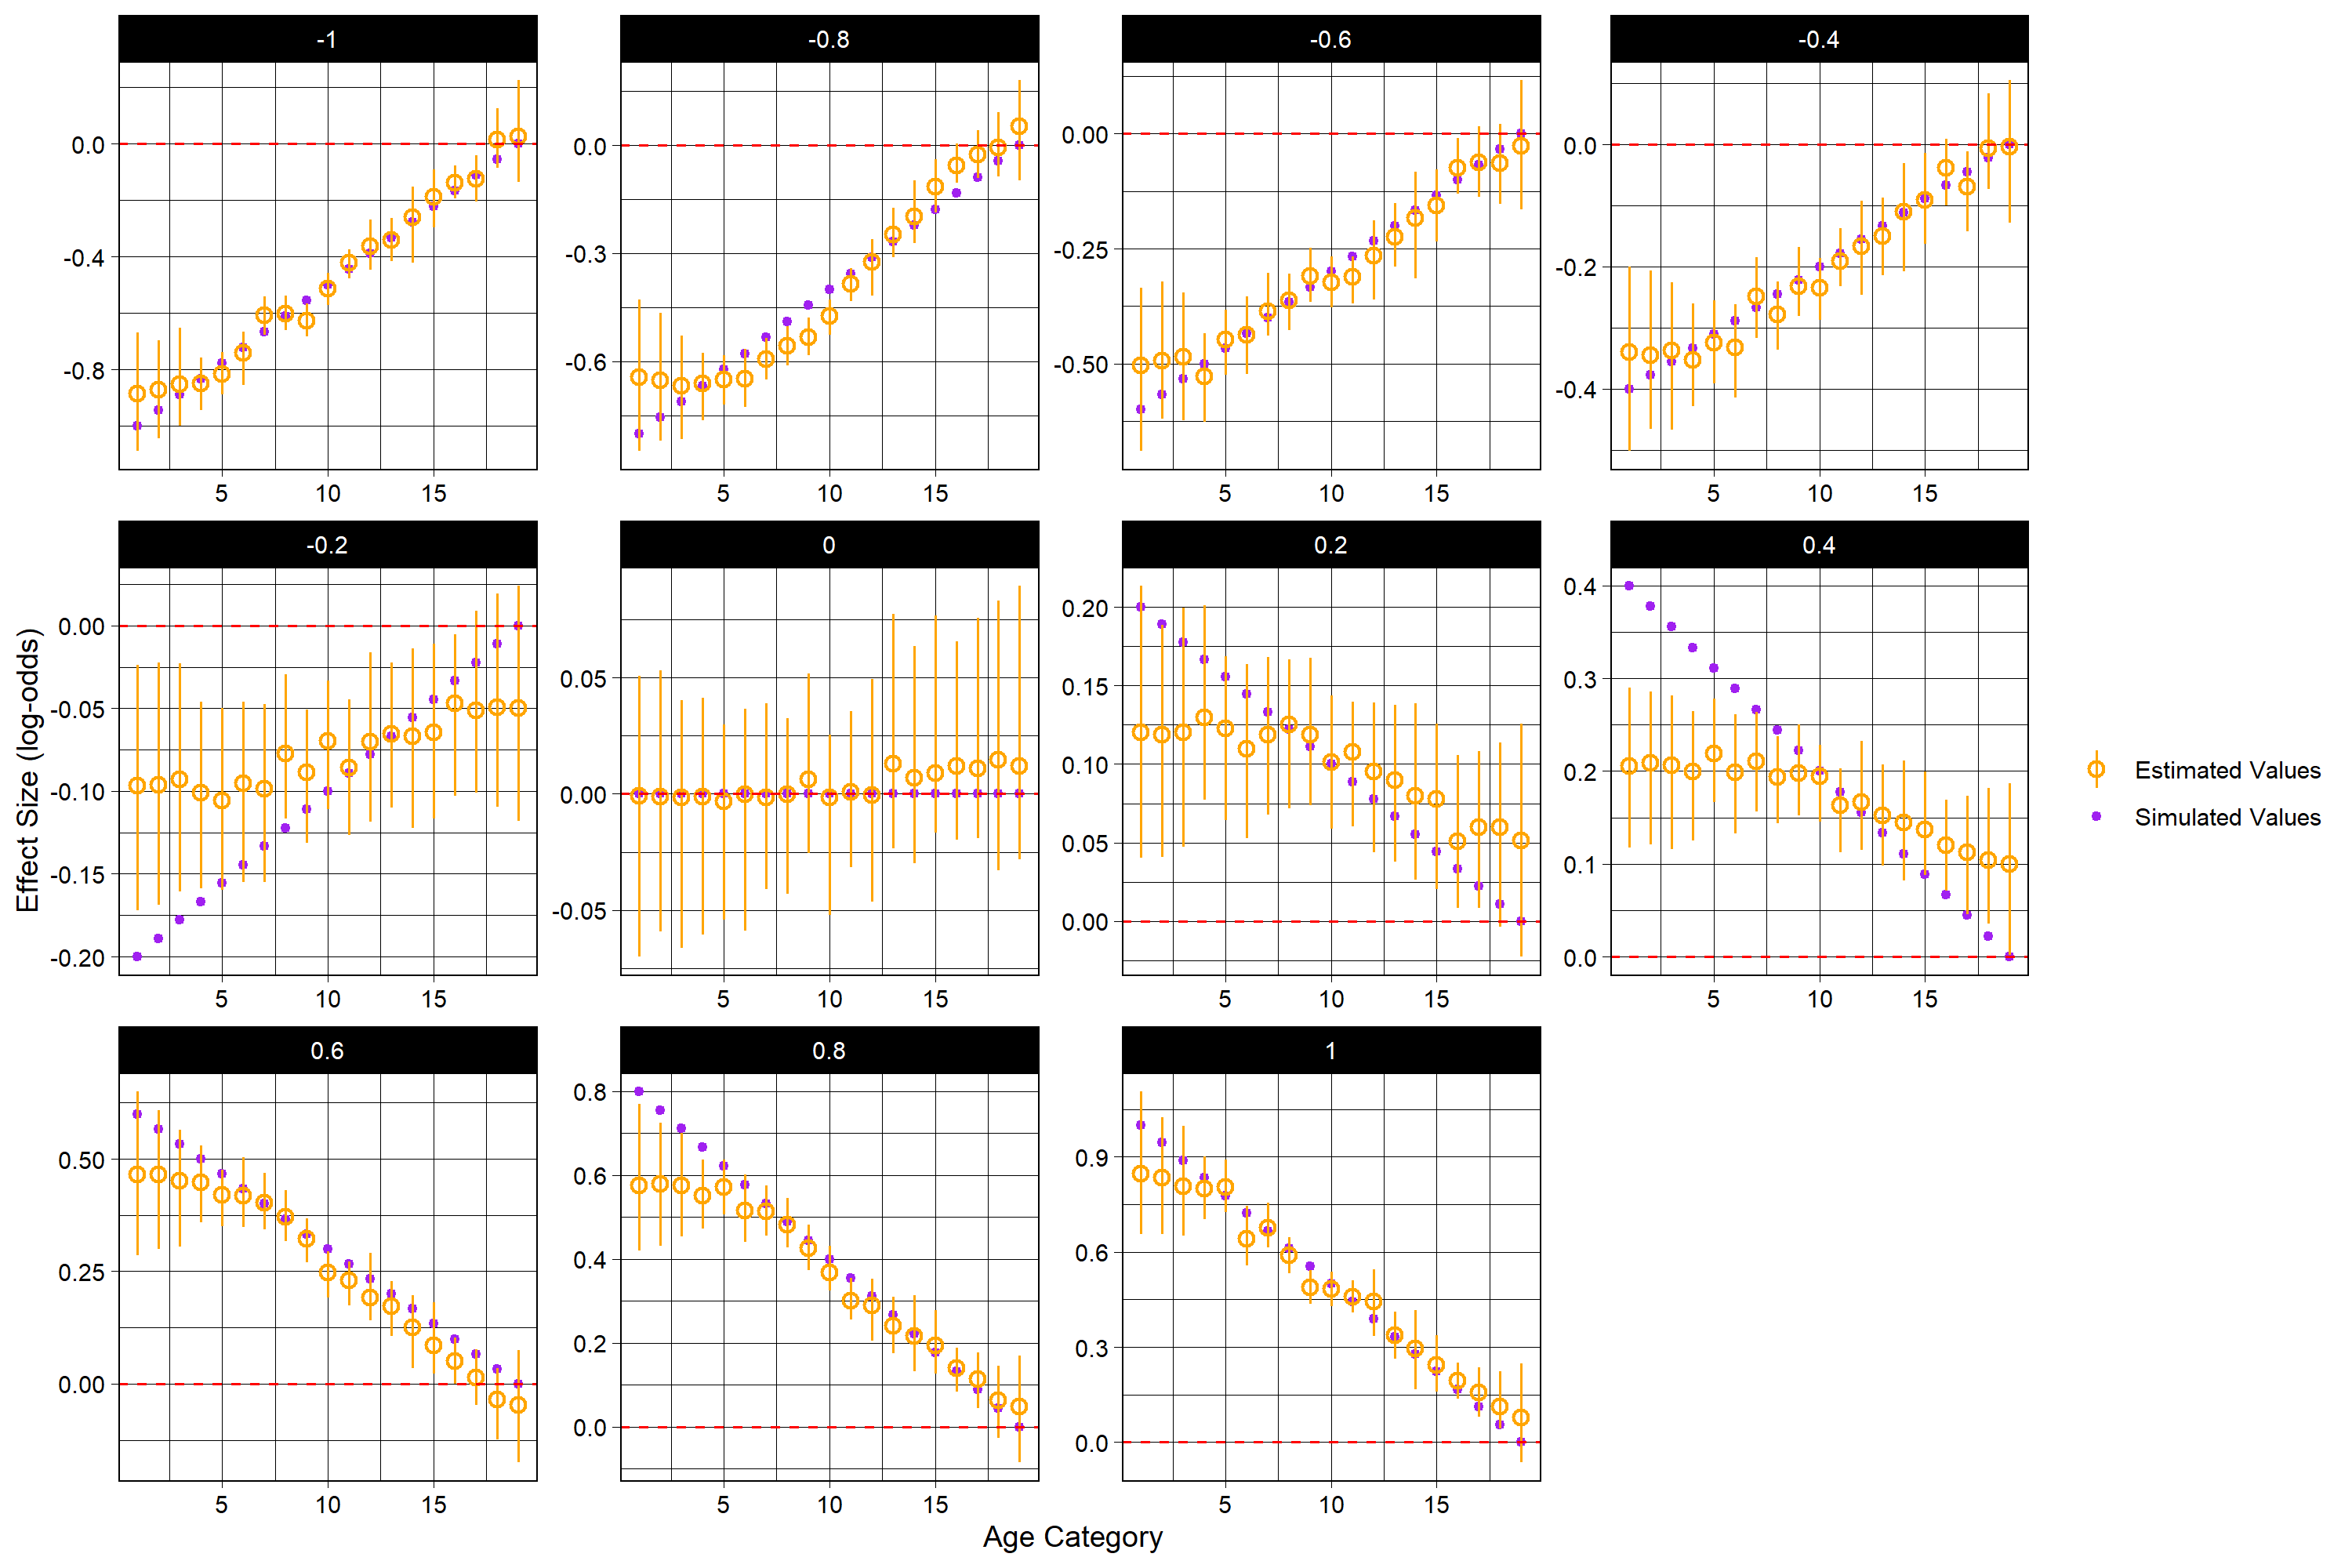 -1 -0.8 -0.6 -0.4
0.0 -0.4 -0.8
0.0 -0.3 -0.6
0.00 -0.25 -0.50
0.0 -0.2 -0.4
5 10 15 5 10 15 5 10 15 5 10 15
-0.2 0 0.2 0.4
0.00 -0.05 -0.10 -0.15 -0.20
0.05 0.00 -0.05
0.20 0.15 0.10 0.05 0.00
0.4 0.3 0.2 0.1 0.0
5 10 15 5 10 15 5 10 15 5 10 15
0.6 0.8 1
0.50 0.25 0.00
0.8 0.6 0.4 0.2 0.0
0.9 0.6 0.3 0.0
5 10 15 5 10 15 5 10 15
Effect Size (log-odds)
Age Category
Estimated Values
Simulated Values